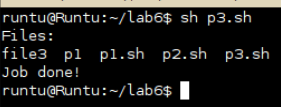 runtu@Runtu:~/lab6$ sh p3.sh
Files:
file3  p1  p1.sh  p2.sh  p3.sh
Job done!
runtu@Runtu:~/lab6$